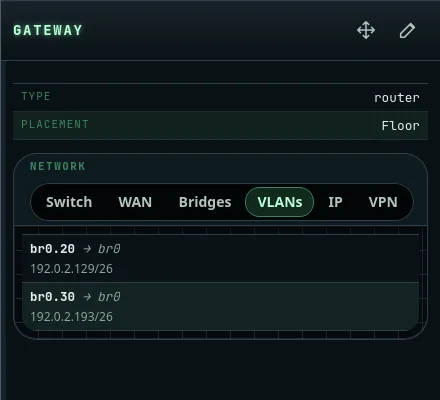 GATEWAY
TYPE router
PLACEMENT Floor
NETWORK
Switch WAN Bridges VLANs IP VPN
br0.20 → br0
192.0.2.129/26
br0.30 → br0
192.0.2.193/26